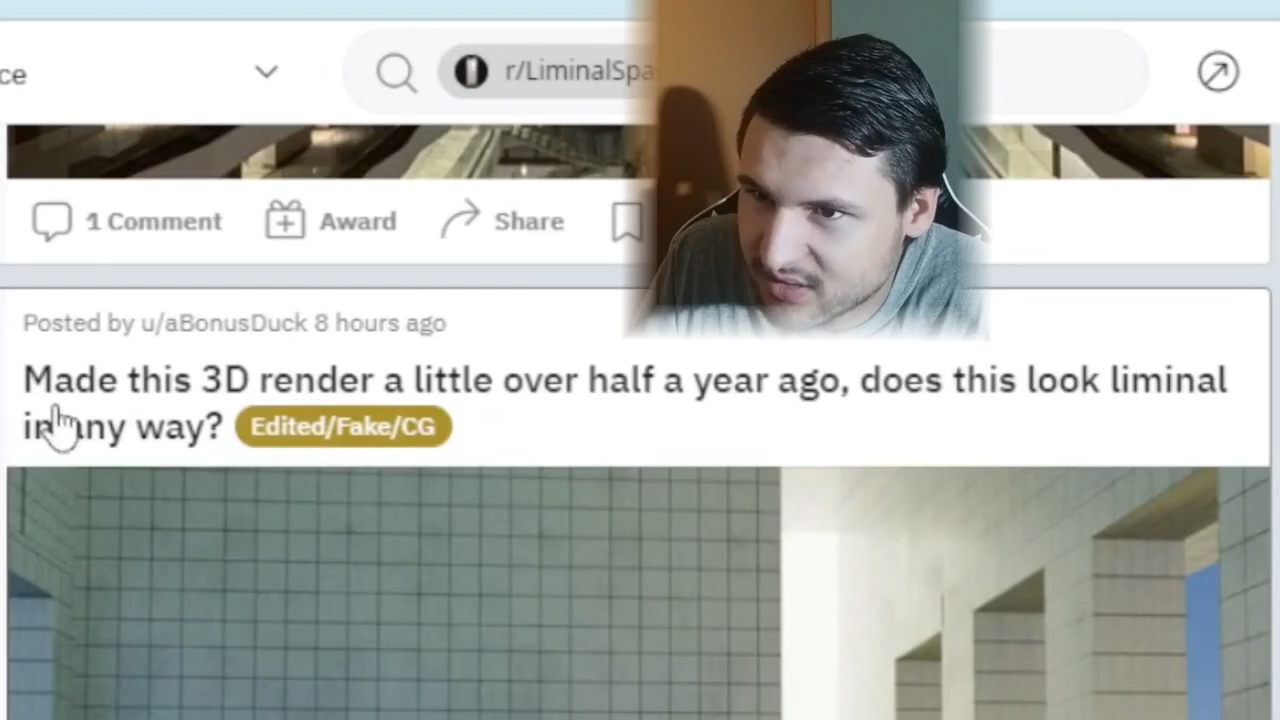 ce
r/LiminalSpa
1 Comment Award Share
Posted by u/aBonusDuck 8 hours ago
Made this 3D render a little over half a year ago, does this look liminal
in any way? Edited/Fake/CG